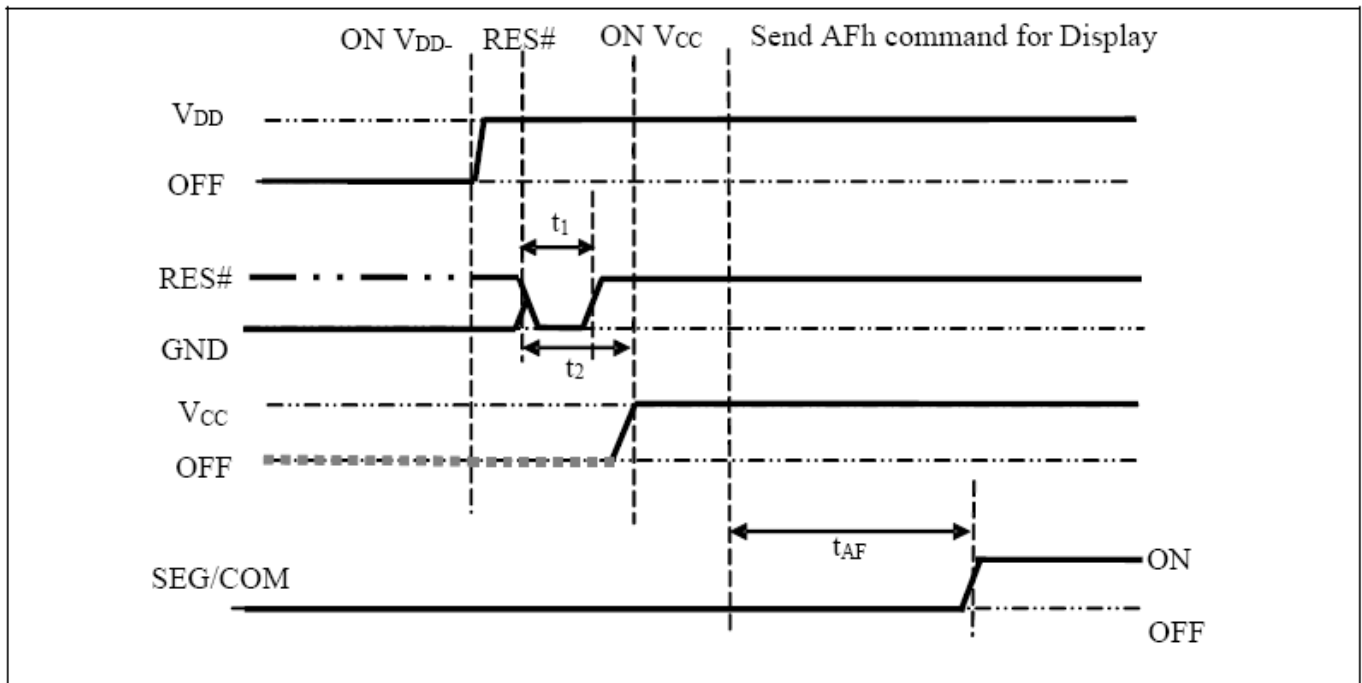 ON VDD- RES# ON VCC Send AFh command for Display
VDD
OFF
t1
RES#
GND
t2
VCC
OFF
tAF
ON
SEG/COM
OFF